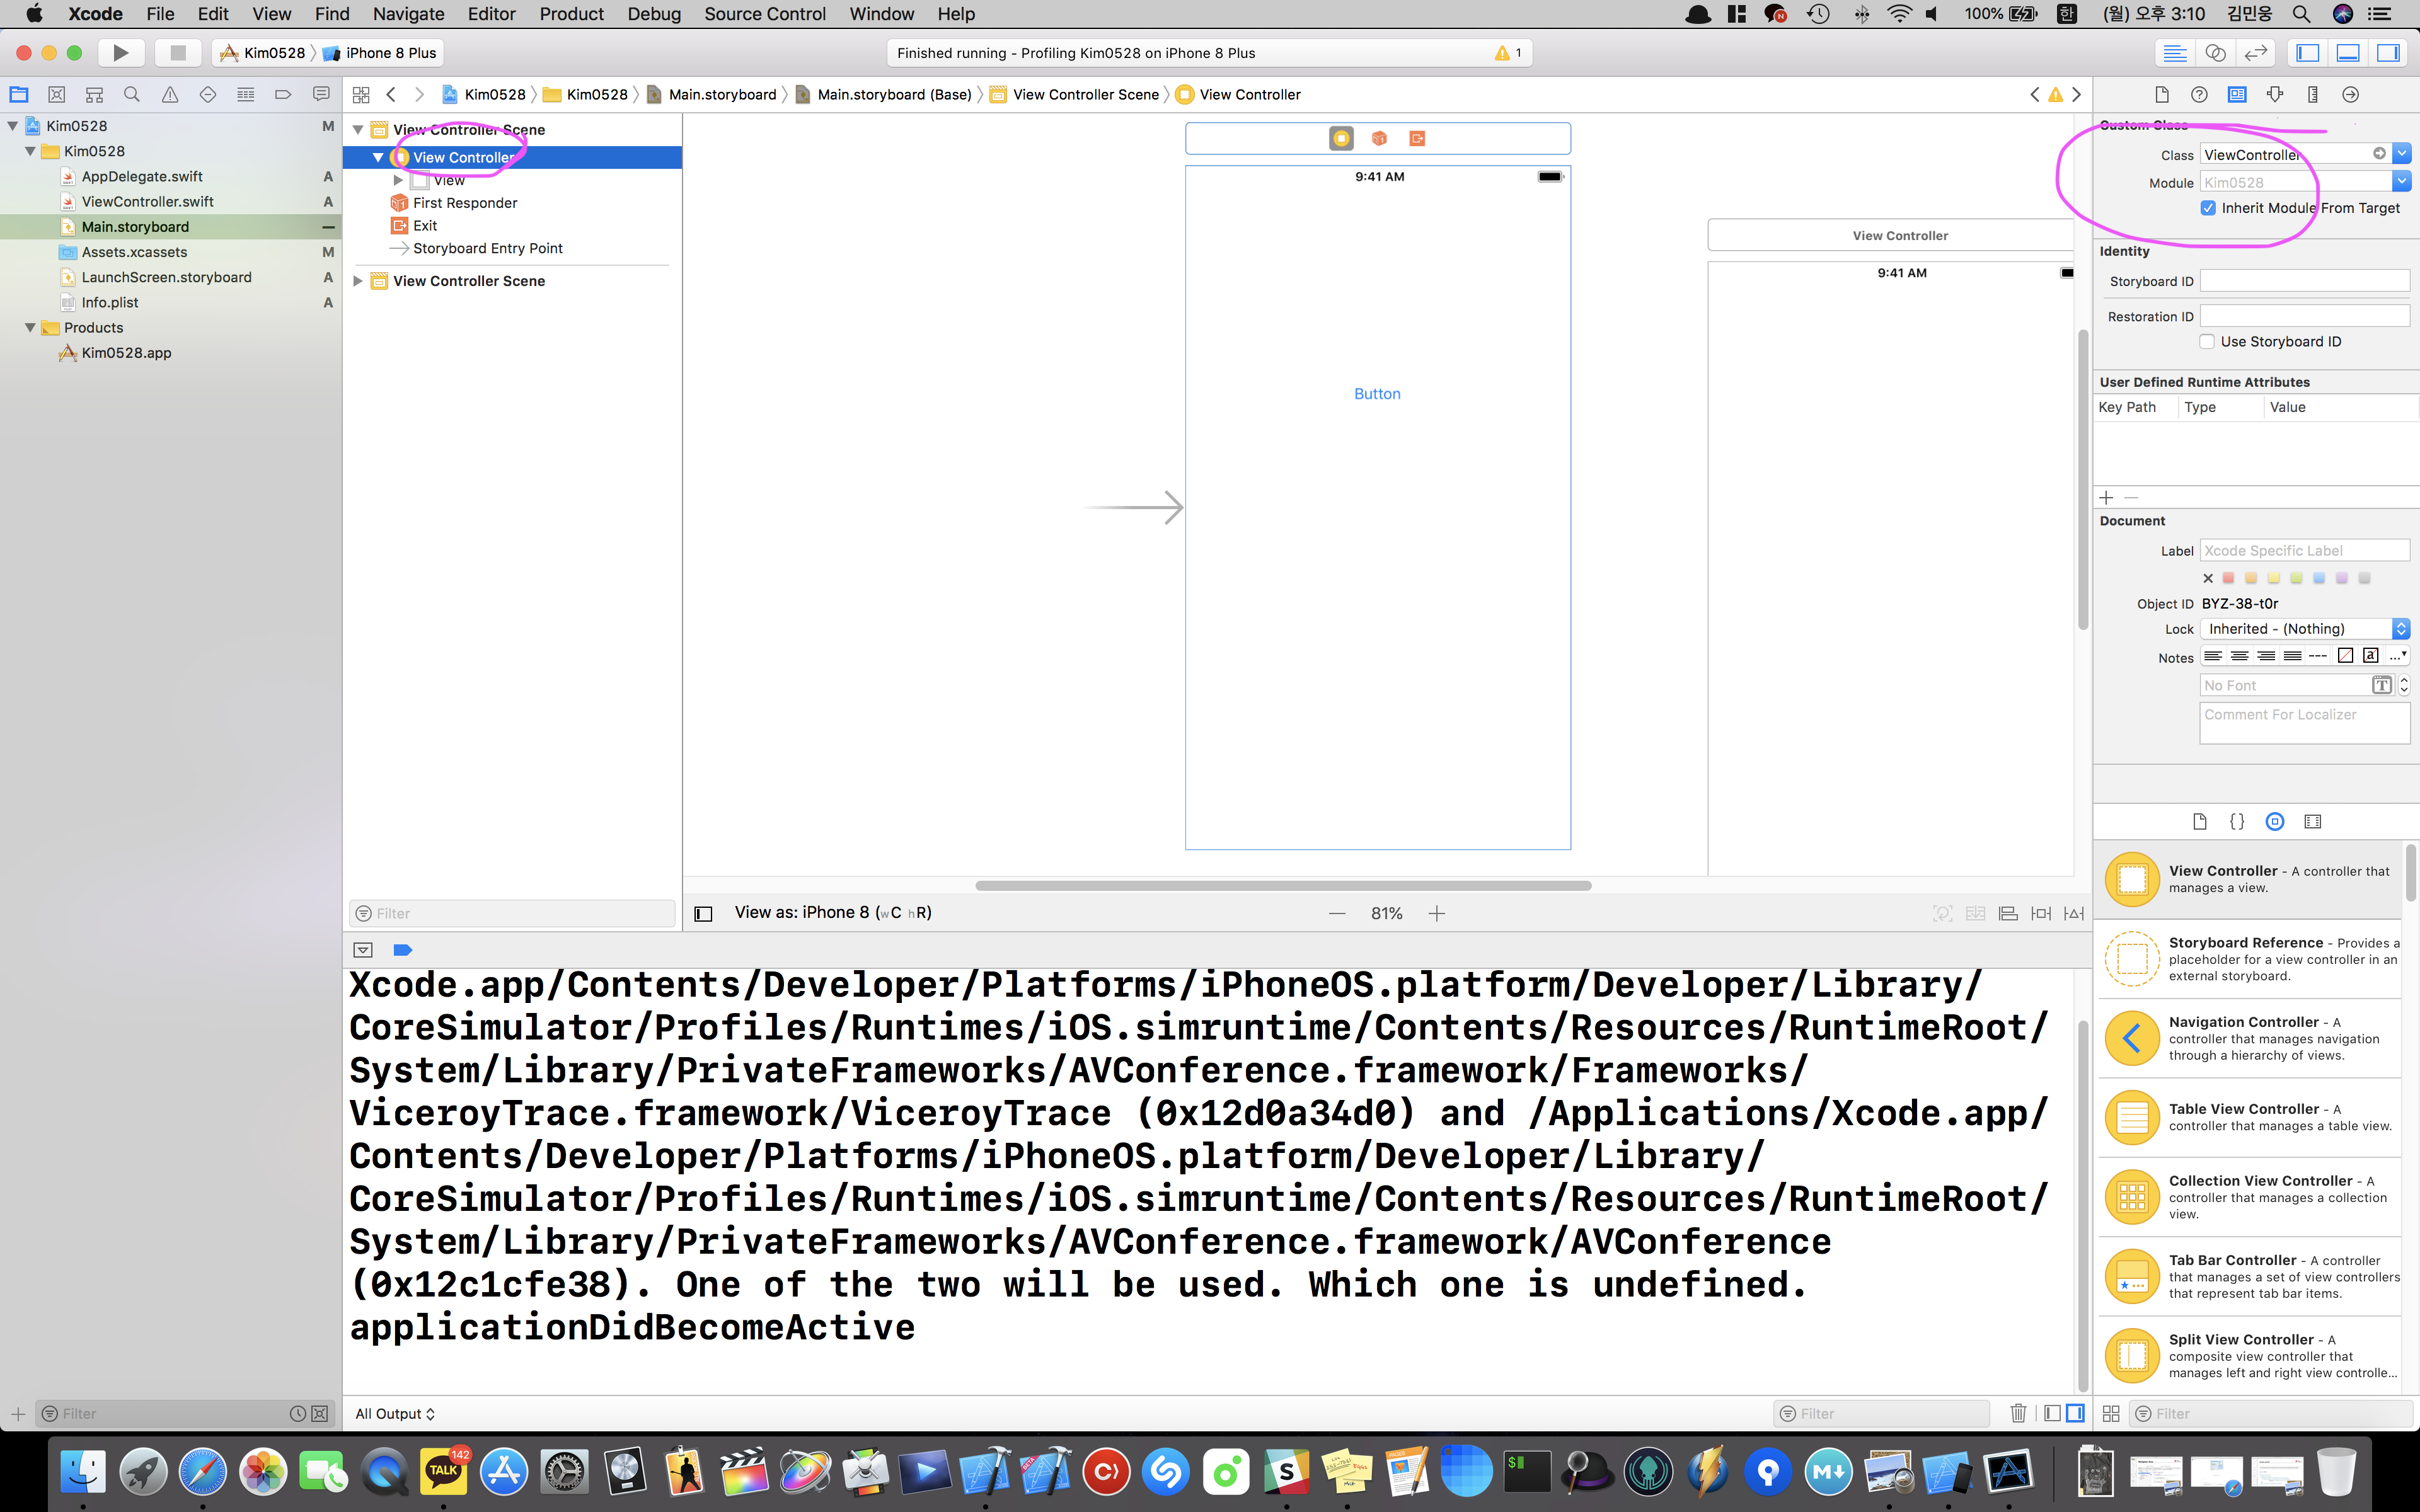 Xcode File Edit View Find Navigate Editor Product Debug Source Control Window Help 100% 한 (월) 오후 3:10 김민웅
Kim0528 iPhone 8 Plus Finished running - Profiling Kim0528 on iPhone 8 Plus 1
Kim0528 Kim0528 Main.storyboard Main.storyboard (Base) View Controller Scene View Controller
Kim0528 M
Kim0528
AppDelegate.swift A
ViewController.swift A
Main.storyboard
Assets.xcassets M
LaunchScreen.storyboard A
Info.plist A
Products
Kim0528.app
Filter
View Controller Scene
View Controller
View
First Responder
Exit
Storyboard Entry Point
View Controller Scene
Filter
9:41 AM
Button
View Controller
9:41 AM
View as: iPhone 8 (wC hR)
81%
Xcode.app/Contents/Developer/Platforms/iPhoneOS.platform/Developer/Library/
CoreSimulator/Profiles/Runtimes/iOS.simruntime/Contents/Resources/RuntimeRoot/
System/Library/PrivateFrameworks/AVConference.framework/Frameworks/
ViceroyTrace.framework/ViceroyTrace (0x12d0a34d0) and /Applications/Xcode.app/
Contents/Developer/Platforms/iPhoneOS.platform/Developer/Library/
CoreSimulator/Profiles/Runtimes/iOS.simruntime/Contents/Resources/RuntimeRoot/
System/Library/PrivateFrameworks/AVConference.framework/AVConference
(0x12c1cfe38). One of the two will be used. Which one is undefined.
applicationDidBecomeActive
All Output
Filter
Custom Class
Class ViewController
Module Kim0528
Inherit Module From Target
Identity
Storyboard ID
Restoration ID
Use Storyboard ID
User Defined Runtime Attributes
Key Path Type Value
Document
Label Xcode Specific Label
Object ID BYZ-38-t0r
Lock Inherited - (Nothing)
Notes
No Font
Comment For Localizer
View Controller - A controller that
manages a view.
Storyboard Reference - Provides a
placeholder for a view controller in an
external storyboard.
Navigation Controller - A
controller that manages navigation
through a hierarchy of views.
Table View Controller - A
controller that manages a table view.
Collection View Controller - A
controller that manages a collection
view.
Tab Bar Controller - A controller
that manages a set of view controllers
that represent tab bar items.
Split View Controller - A
composite view controller that
manages left and right view controlle...
Filter
TALK
142
S
M